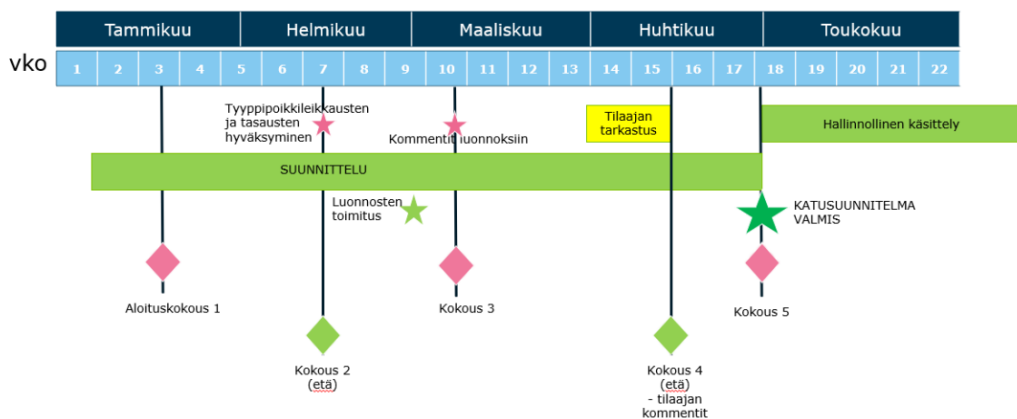 Tammikuu Helmikuu Maaliskuu Huhtikuu Toukokuu
vko 1 2 3 4 5 6 7 8 9 10 11 12 13 14 15 16 17 18 19 20 21 22
Tyyppipoikkileikkausten
ja tasausten
hyväksyminen
Kommentit luonnoksiin
Tilaajan
tarkastus
Hallinnollinen käsittely
SUUNNITTELU
Luonnosten
toimitus
KATUSUUNNITELMA
VALMIS
Aloituskokous 1
Kokous 3
Kokous 5
Kokous 2
(etä)
Kokous 4
(etä)
- tilaajan
kommentit